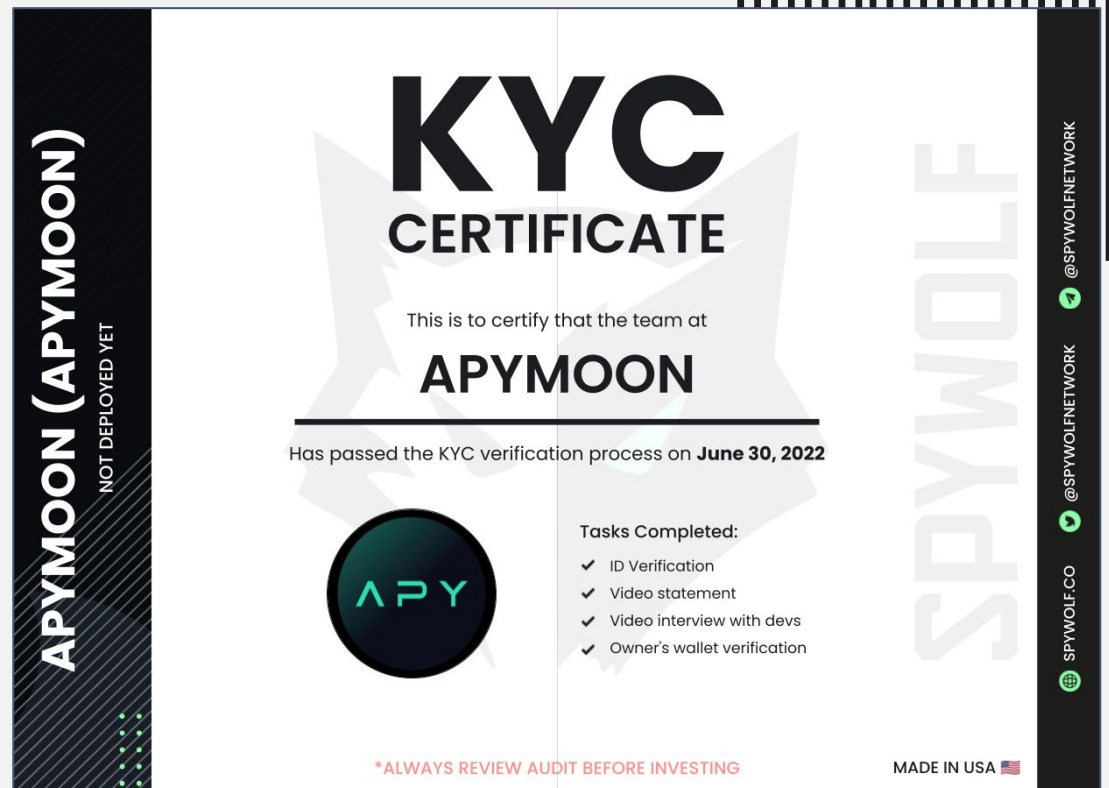 APYMOON (APYMOON)
NOT DEPLOYED YET
KYC
CERTIFICATE
This is to certify that the team at
APYMOON
Has passed the KYC verification process on June 30, 2022
APY
Tasks Completed:
✔ ID Verification
✔ Video statement
✔ Video interview with devs
✔ Owner's wallet verification
*ALWAYS REVIEW AUDIT BEFORE INVESTING
MADE IN USA 🇺🇸
SPYWOLF
SPYWOLF.CO
@SPYWOLFNETWORK
@SPYWOLFNETWORK